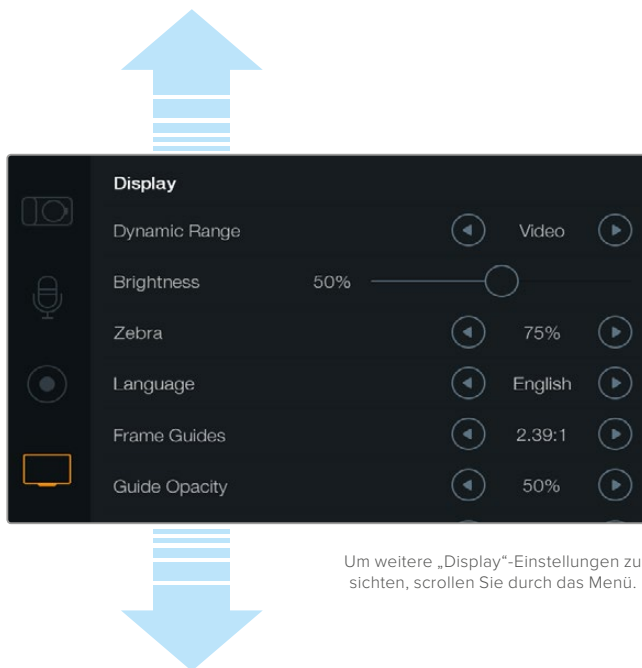 Display
Dynamic Range Video
Brightness 50%
Zebra 75%
Language English
Frame Guides 2.39:1
Guide Opacity 50%
Um weitere „Display“-Einstellungen zu
sichten, scrollen Sie durch das Menü.